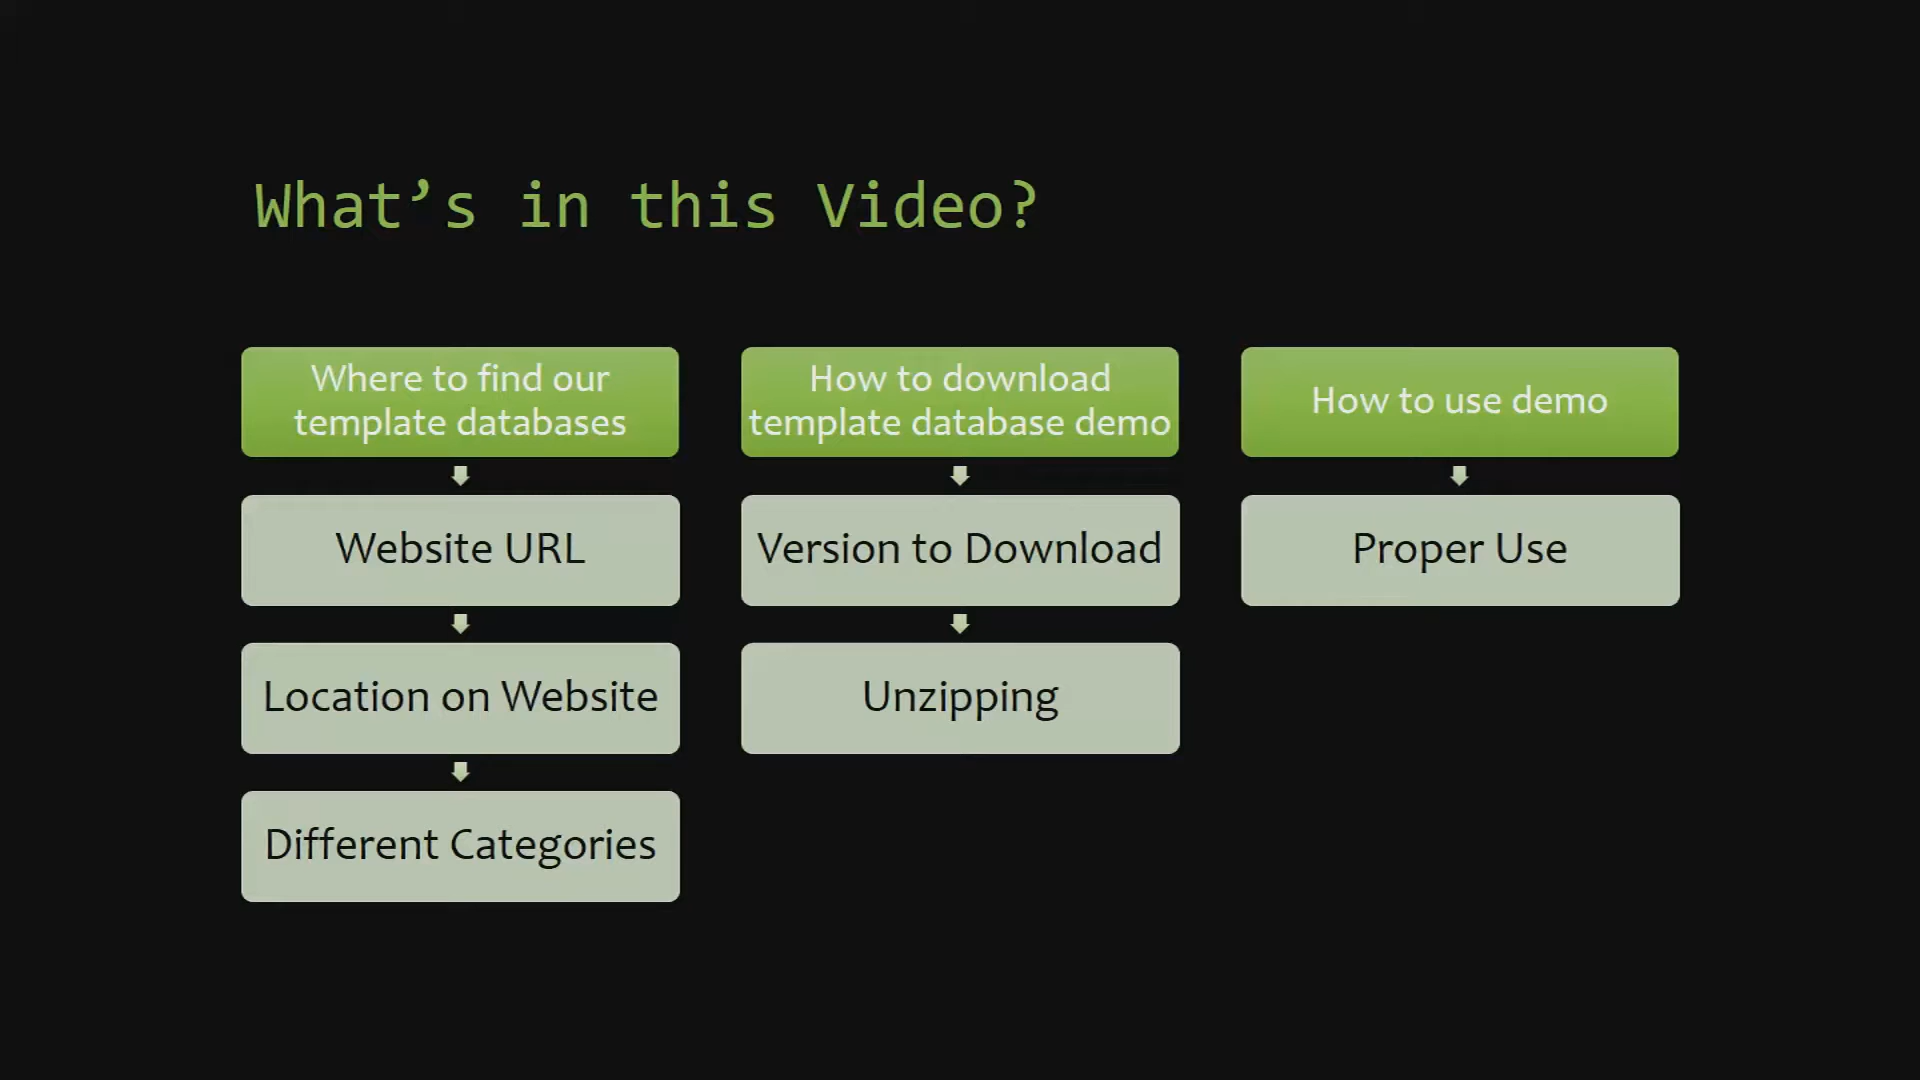 What’s in this Video?
Where to find our
template databases
Website URL
Location on Website
Different Categories
How to download
template database demo
Version to Download
Unzipping
How to use demo
Proper Use